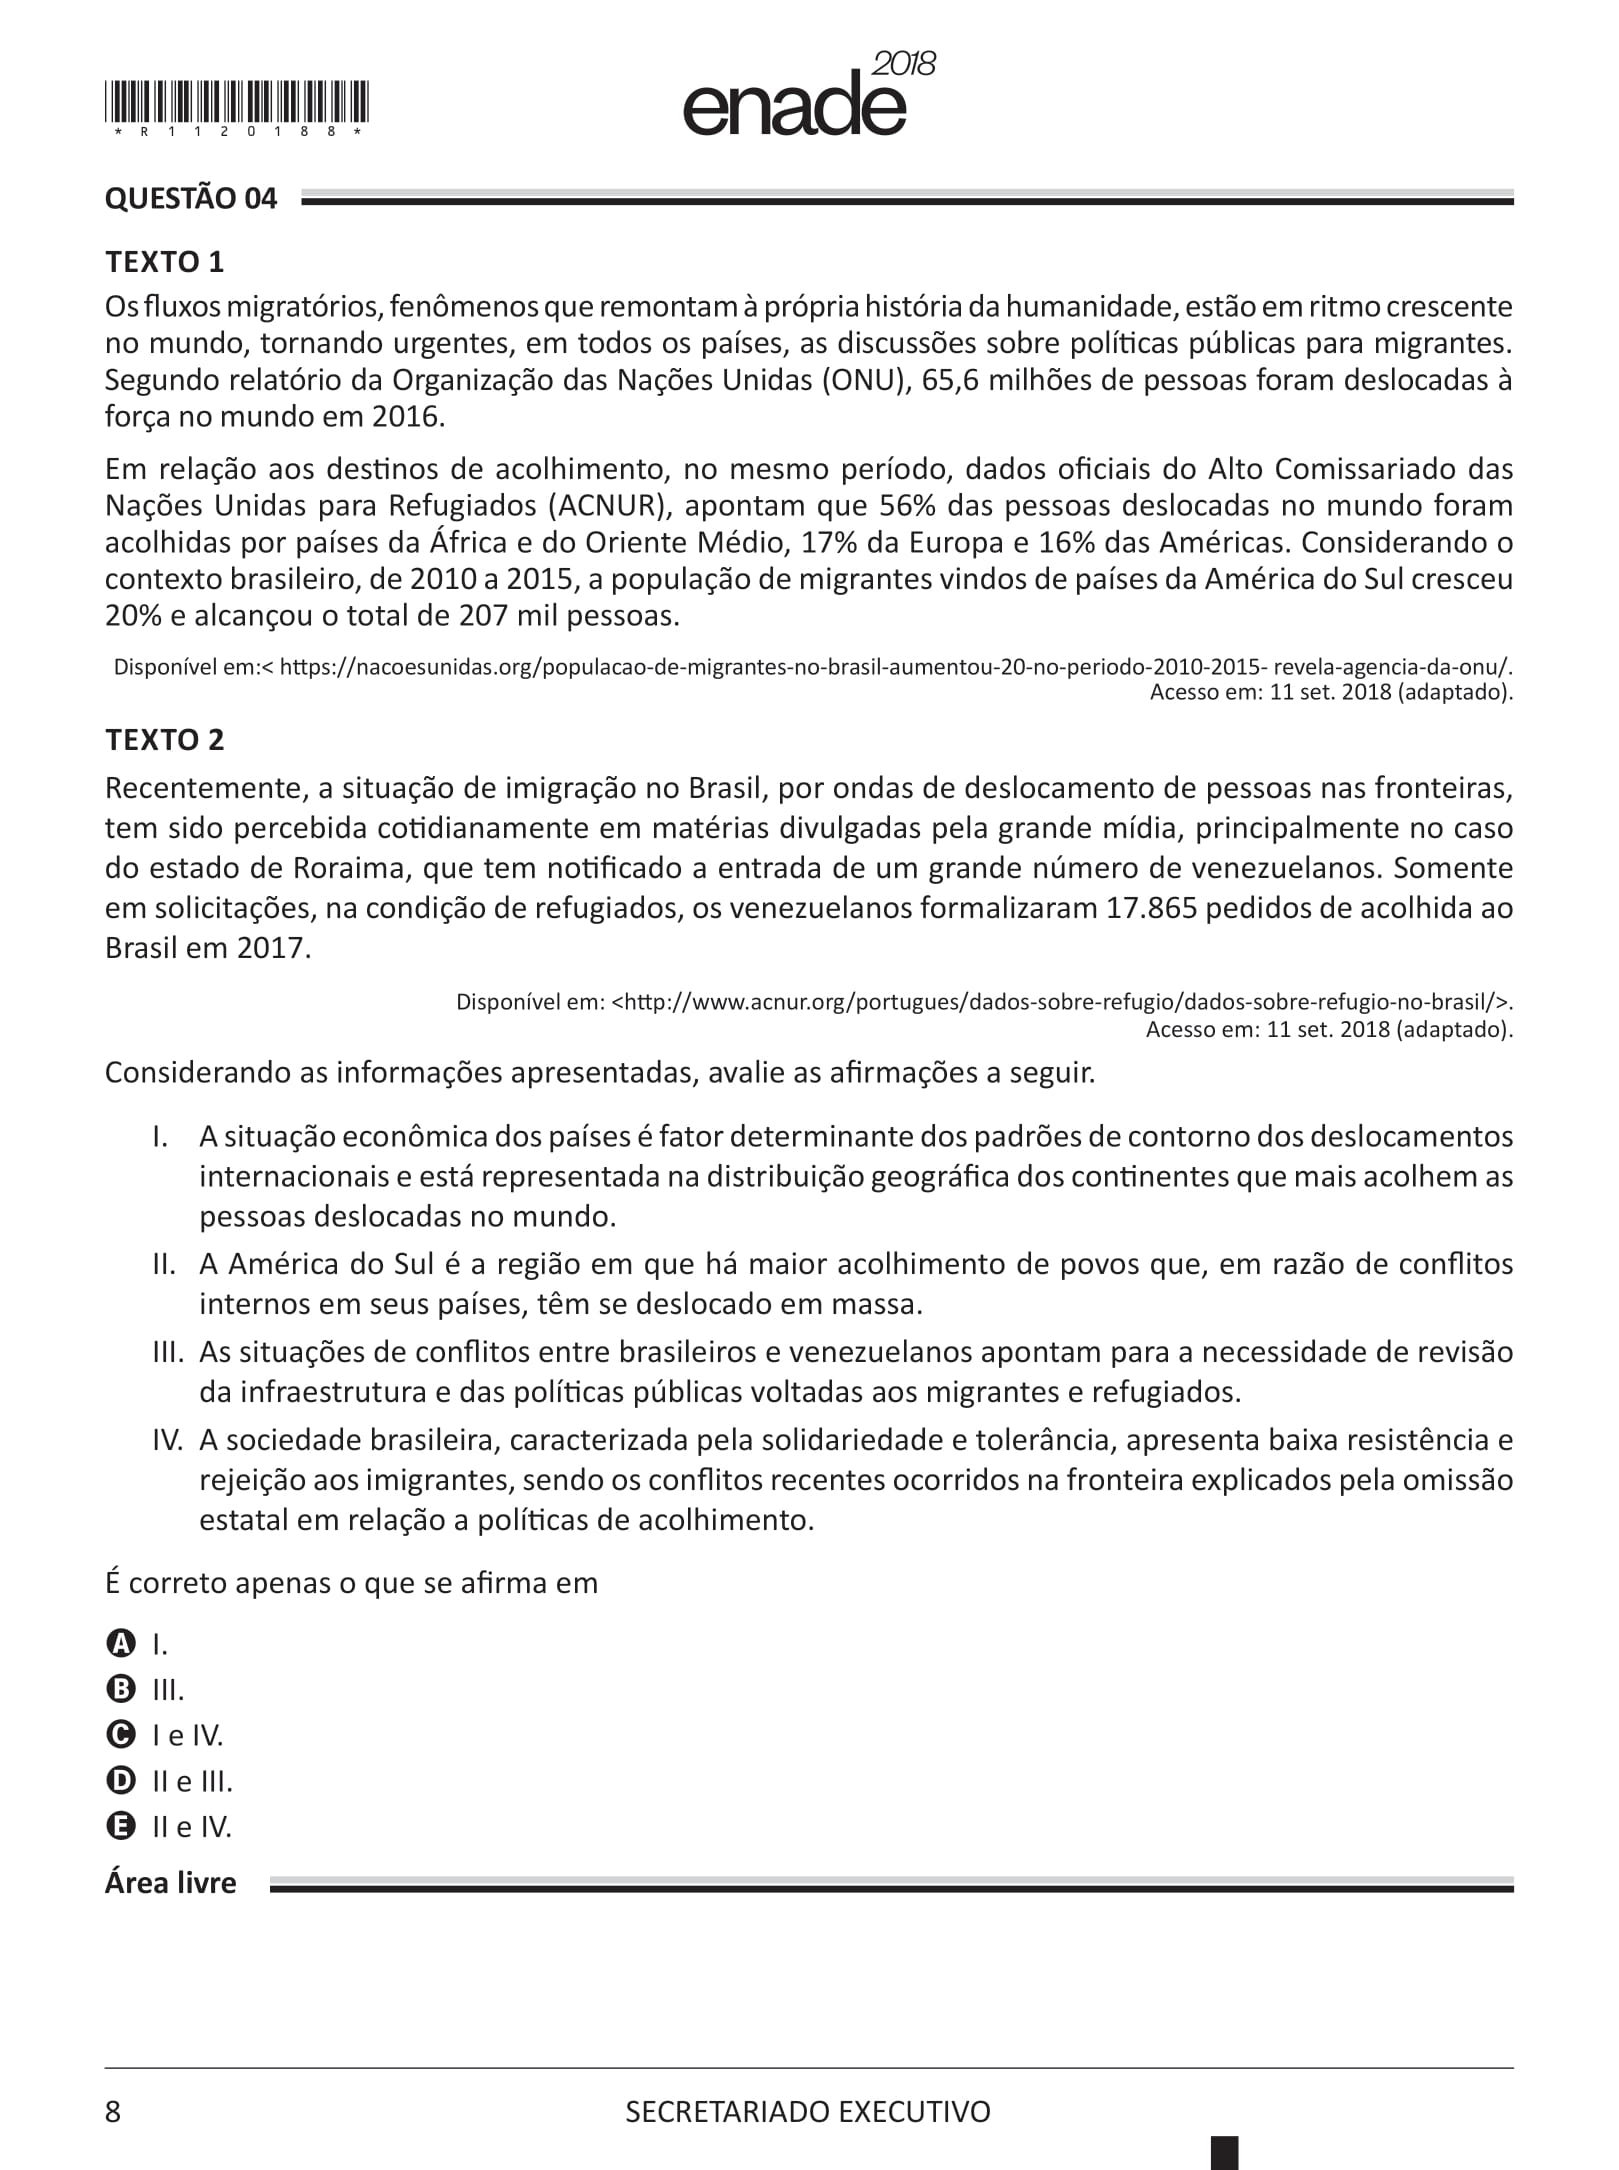 enade 2018
* R 1 1 2 0 1 8 8 *
QUESTÃO 04
TEXTO 1
Os fluxos migratórios, fenômenos que remontam à própria história da humanidade, estão em ritmo crescente
no mundo, tornando urgentes, em todos os países, as discussões sobre políticas públicas para migrantes.
Segundo relatório da Organização das Nações Unidas (ONU), 65,6 milhões de pessoas foram deslocadas à
força no mundo em 2016.
Em relação aos destinos de acolhimento, no mesmo período, dados oficiais do Alto Comissariado das
Nações Unidas para Refugiados (ACNUR), apontam que 56% das pessoas deslocadas no mundo foram
acolhidas por países da África e do Oriente Médio, 17% da Europa e 16% das Américas. Considerando o
contexto brasileiro, de 2010 a 2015, a população de migrantes vindos de países da América do Sul cresceu
20% e alcançou o total de 207 mil pessoas.
Disponível em:< https://nacoesunidas.org/populacao-de-migrantes-no-brasil-aumentou-20-no-periodo-2010-2015- revela-agencia-da-onu/.
Acesso em: 11 set. 2018 (adaptado).
TEXTO 2
Recentemente, a situação de imigração no Brasil, por ondas de deslocamento de pessoas nas fronteiras,
tem sido percebida cotidianamente em matérias divulgadas pela grande mídia, principalmente no caso
do estado de Roraima, que tem notificado a entrada de um grande número de venezuelanos. Somente
em solicitações, na condição de refugiados, os venezuelanos formalizaram 17.865 pedidos de acolhida ao
Brasil em 2017.
Disponível em: <http://www.acnur.org/portugues/dados-sobre-refugio/dados-sobre-refugio-no-brasil/>.
Acesso em: 11 set. 2018 (adaptado).
Considerando as informações apresentadas, avalie as afirmações a seguir.
I. A situação econômica dos países é fator determinante dos padrões de contorno dos deslocamentos
internacionais e está representada na distribuição geográfica dos continentes que mais acolhem as
pessoas deslocadas no mundo.
II. A América do Sul é a região em que há maior acolhimento de povos que, em razão de conflitos
internos em seus países, têm se deslocado em massa.
III. As situações de conflitos entre brasileiros e venezuelanos apontam para a necessidade de revisão
da infraestrutura e das políticas públicas voltadas aos migrantes e refugiados.
IV. A sociedade brasileira, caracterizada pela solidariedade e tolerância, apresenta baixa resistência e
rejeição aos imigrantes, sendo os conflitos recentes ocorridos na fronteira explicados pela omissão
estatal em relação a políticas de acolhimento.
É correto apenas o que se afirma em
A I.
B III.
C I e IV.
D II e III.
E II e IV.
Área livre
8
SECRETARIADO EXECUTIVO